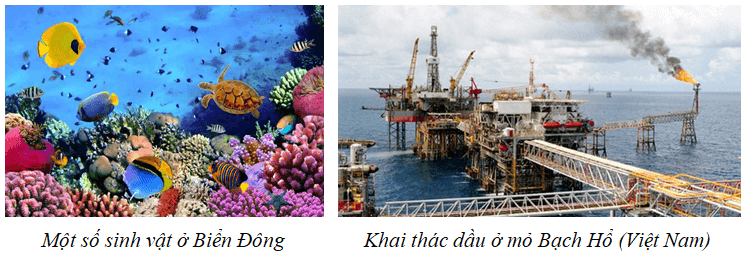 Một số sinh vật ở Biển Đông
Khai thác dầu ở mỏ Bạch Hổ (Việt Nam)